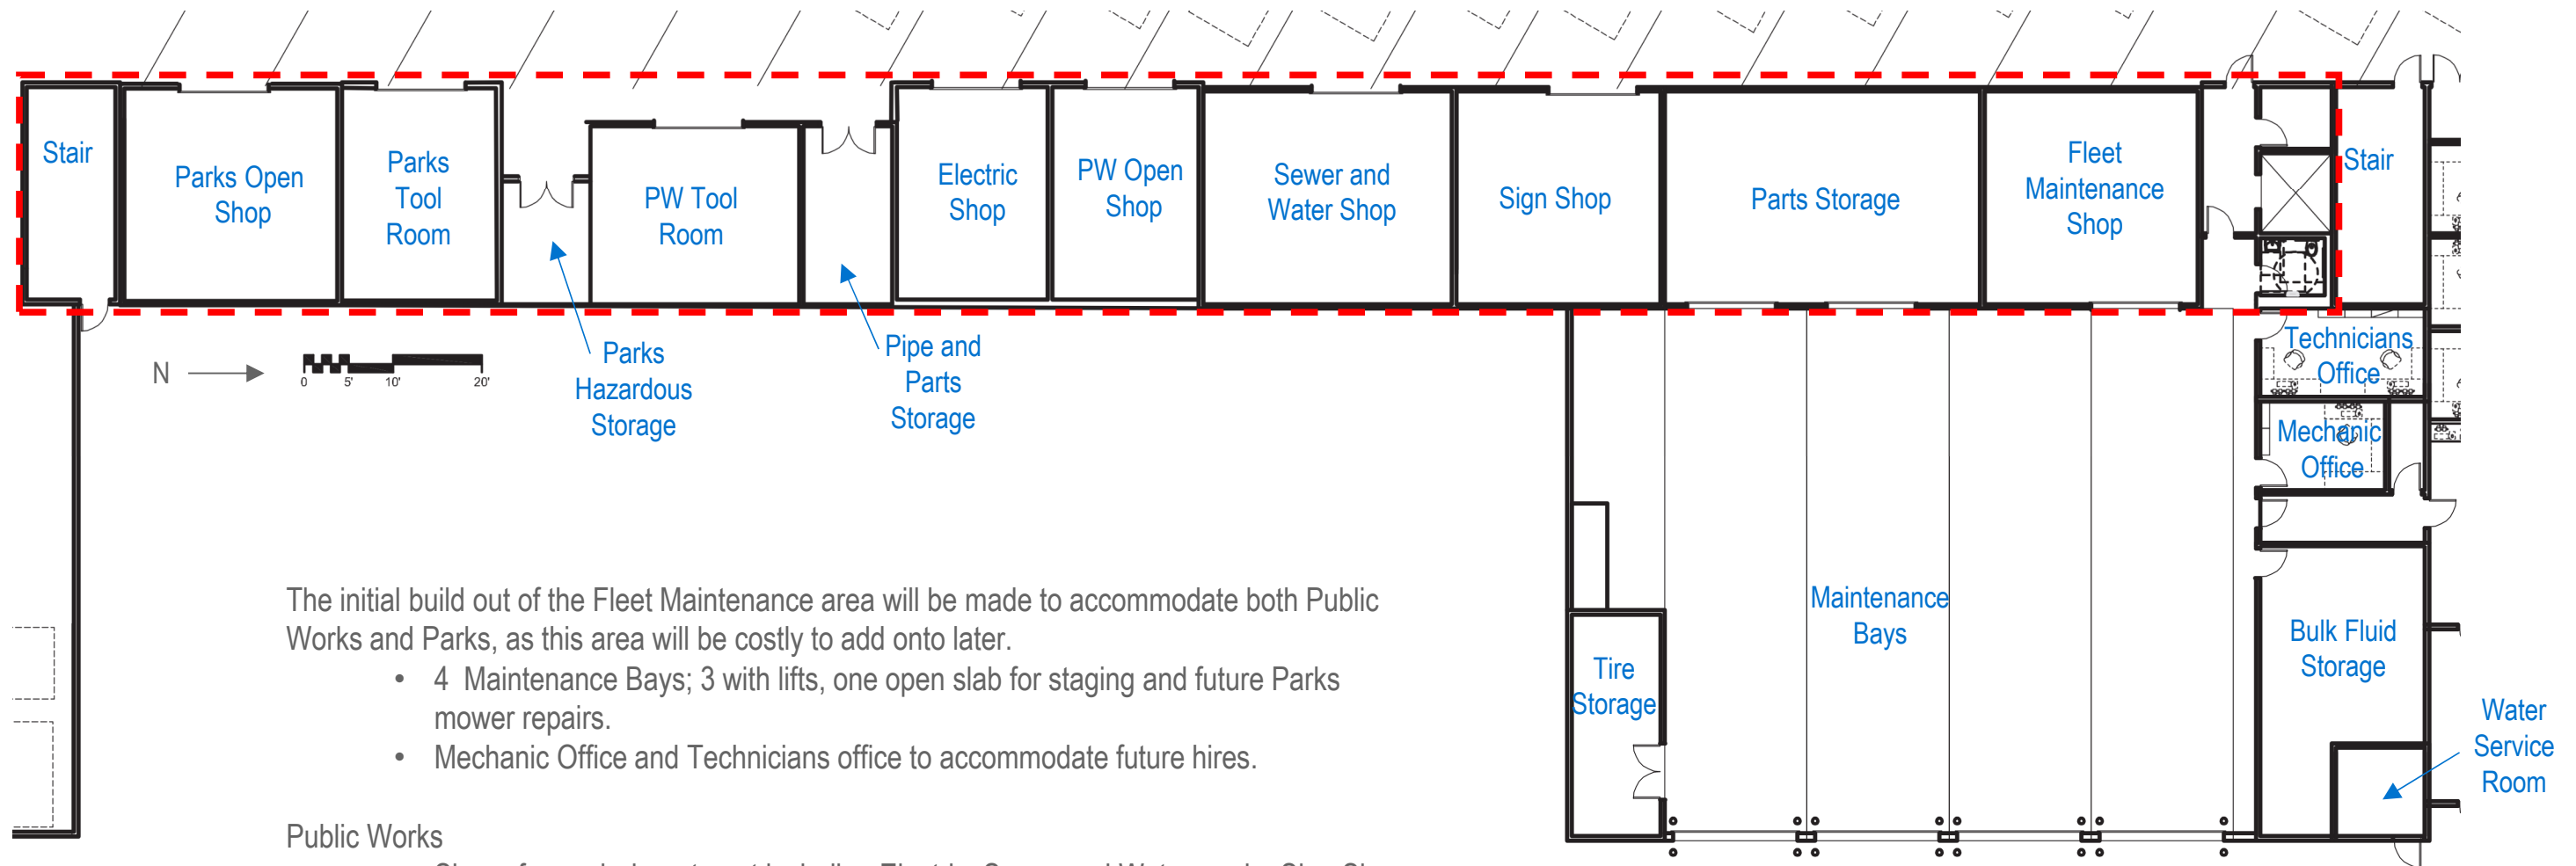 Stair
Parks Open
Shop
Parks
Tool
Room
PW Tool
Room
Electric
Shop
PW Open
Shop
Sewer and
Water Shop
Sign Shop
Parts Storage
Fleet
Maintenance
Shop
Stair
N
0 5' 10' 20'
Parks
Hazardous
Storage
Pipe and
Parts
Storage
Technicians
Office
Mechanic
Office
Maintenance
Bays
Tire
Storage
Bulk Fluid
Storage
Water
Service
Room
The initial build out of the Fleet Maintenance area will be made to accommodate both Public
Works and Parks, as this area will be costly to add onto later.
• 4 Maintenance Bays; 3 with lifts, one open slab for staging and future Parks
mower repairs.
• Mechanic Office and Technicians office to accommodate future hires.
Public Works